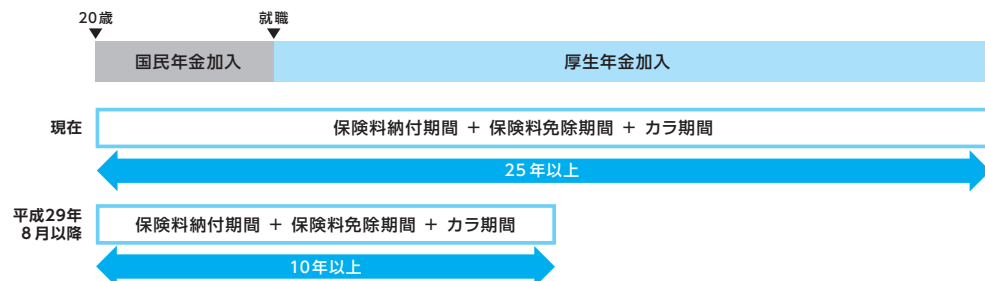 20歳 就職
国民年金加入 厚生年金加入
現在 保険料納付期間 ＋ 保険料免除期間 ＋ カラ期間
25年以上
平成29年
8月以降
保険料納付期間 ＋ 保険料免除期間 ＋ カラ期間
10年以上